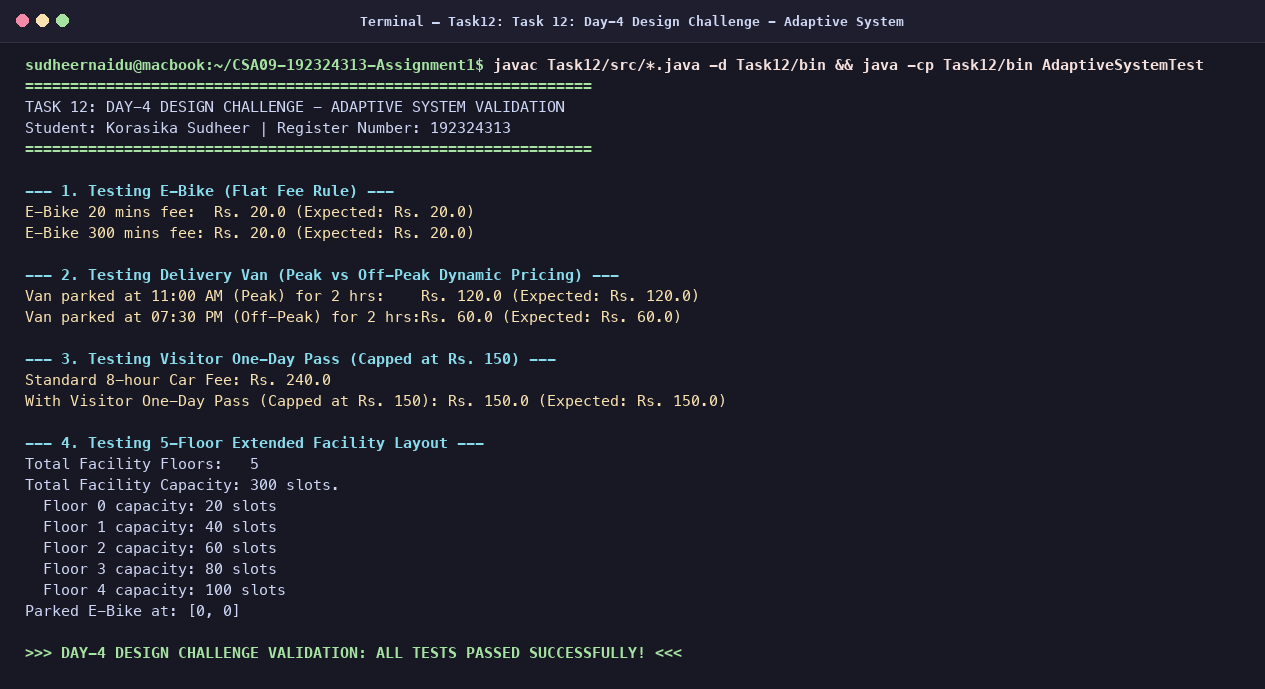 Terminal — Task12: Task 12: Day-4 Design Challenge - Adaptive System
sudheernaidu@macbook:~/CSA09-192324313-Assignment1$ javac Task12/src/*.java -d Task12/bin && java -cp Task12/bin AdaptiveSystemTest
===============================================================
TASK 12: DAY-4 DESIGN CHALLENGE - ADAPTIVE SYSTEM VALIDATION
Student: Korasika Sudheer | Register Number: 192324313
===============================================================
--- 1. Testing E-Bike (Flat Fee Rule) ---
E-Bike 20 mins fee:  Rs. 20.0 (Expected: Rs. 20.0)
E-Bike 300 mins fee: Rs. 20.0 (Expected: Rs. 20.0)
--- 2. Testing Delivery Van (Peak vs Off-Peak Dynamic Pricing) ---
Van parked at 11:00 AM (Peak) for 2 hrs:    Rs. 120.0 (Expected: Rs. 120.0)
Van parked at 07:30 PM (Off-Peak) for 2 hrs:Rs. 60.0 (Expected: Rs. 60.0)
--- 3. Testing Visitor One-Day Pass (Capped at Rs. 150) ---
Standard 8-hour Car Fee: Rs. 240.0
With Visitor One-Day Pass (Capped at Rs. 150): Rs. 150.0 (Expected: Rs. 150.0)
--- 4. Testing 5-Floor Extended Facility Layout ---
Total Facility Floors:   5
Total Facility Capacity: 300 slots.
  Floor 0 capacity: 20 slots
  Floor 1 capacity: 40 slots
  Floor 2 capacity: 60 slots
  Floor 3 capacity: 80 slots
  Floor 4 capacity: 100 slots
Parked E-Bike at: [0, 0]
>>> DAY-4 DESIGN CHALLENGE VALIDATION: ALL TESTS PASSED SUCCESSFULLY! <<<